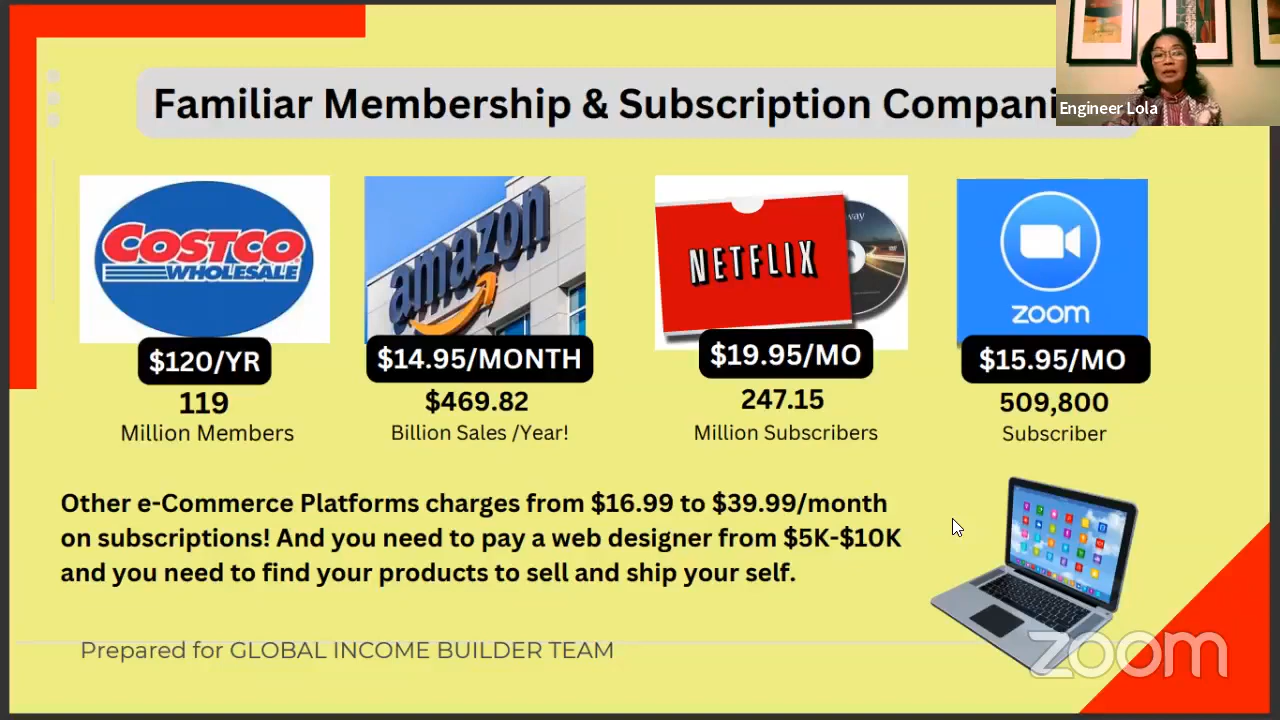 Familiar Membership & Subscription Compani
Engineer Lola
COSTCO
WHOLESALE
amazon
NETFLIX
way
zoom
$120/YR
$14.95/MONTH
$19.95/MO
$15.95/MO
119
$469.82
247.15
509,800
Million Members
Billion Sales /Year!
Million Subscribers
Subscriber
Other e-Commerce Platforms charges from $16.99 to $39.99/month
on subscriptions! And you need to pay a web designer from $5K-$10K
and you need to find your products to sell and ship your self.
Prepared for GLOBAL INCOME BUILDER TEAM
zoom